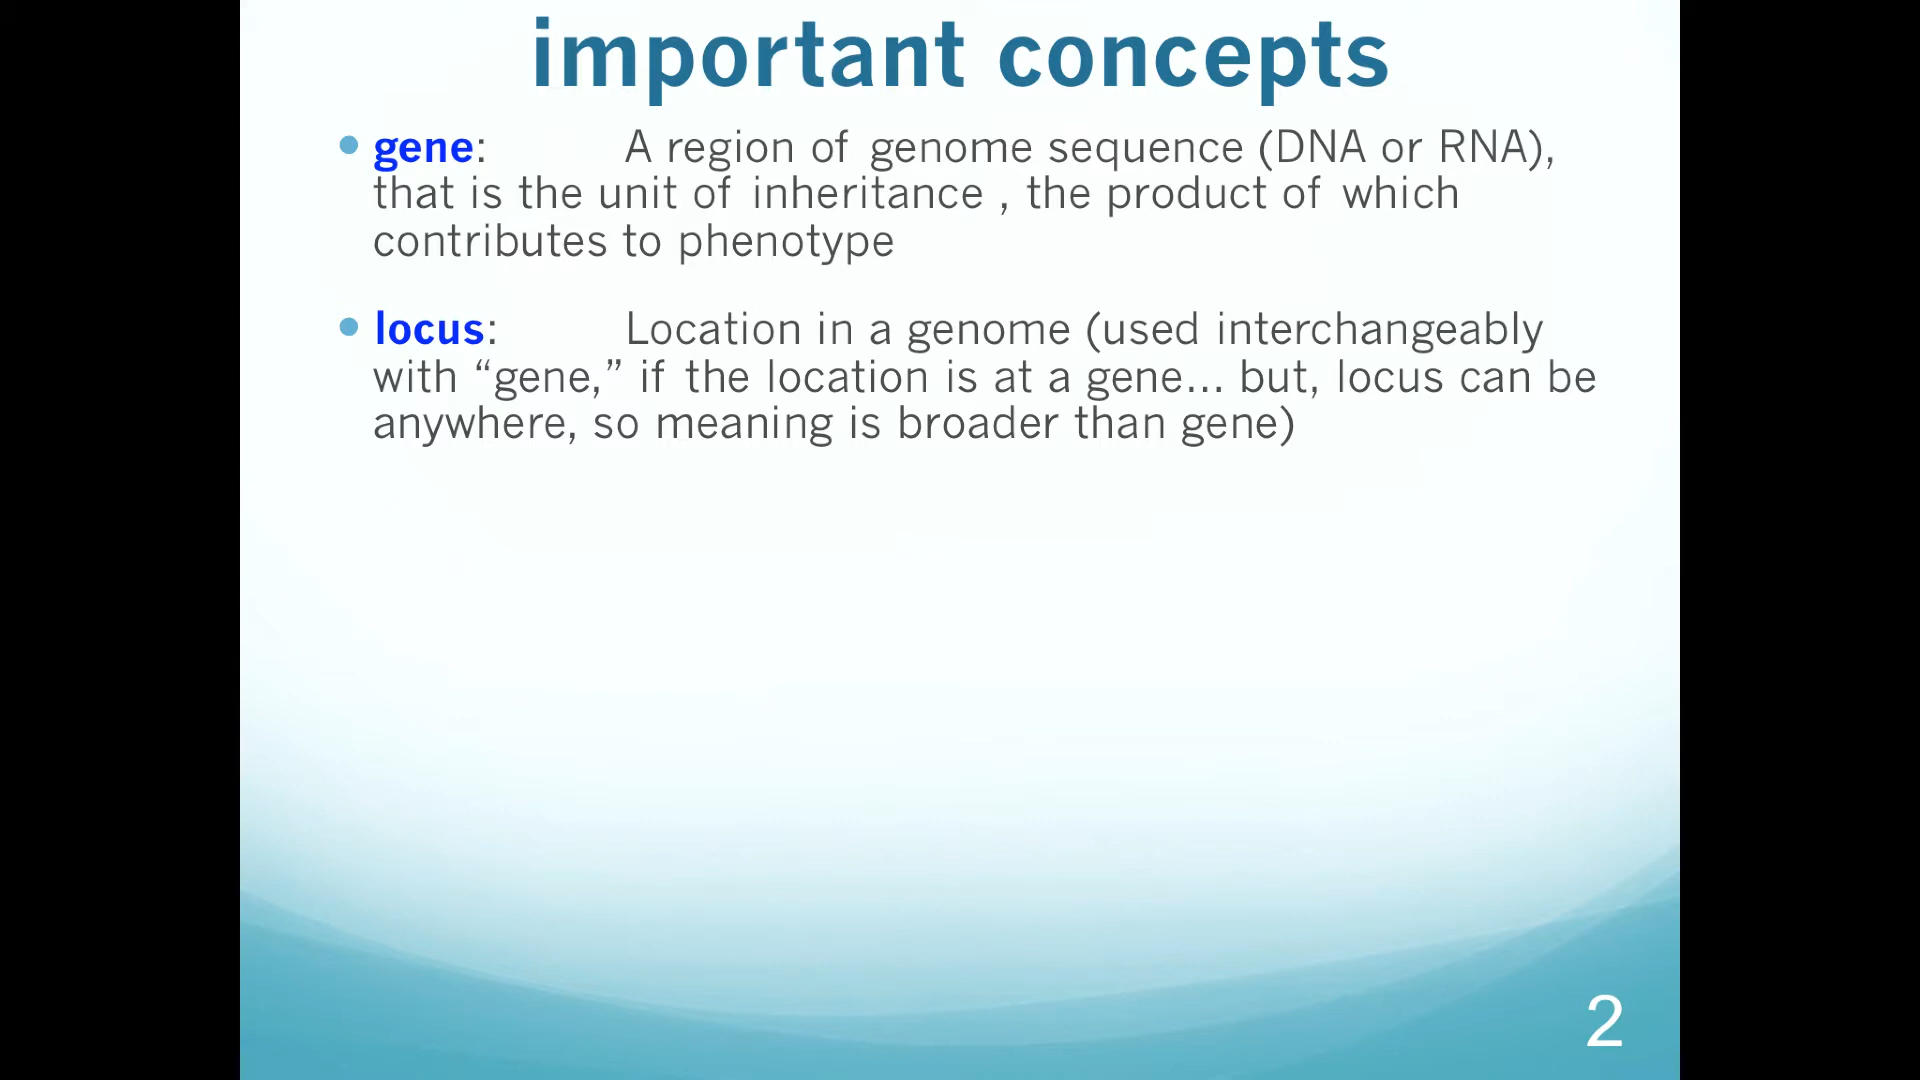 important concepts
• gene: A region of genome sequence (DNA or RNA),
that is the unit of inheritance , the product of which
contributes to phenotype
• locus: Location in a genome (used interchangeably
with “gene,” if the location is at a gene... but, locus can be
anywhere, so meaning is broader than gene)
2